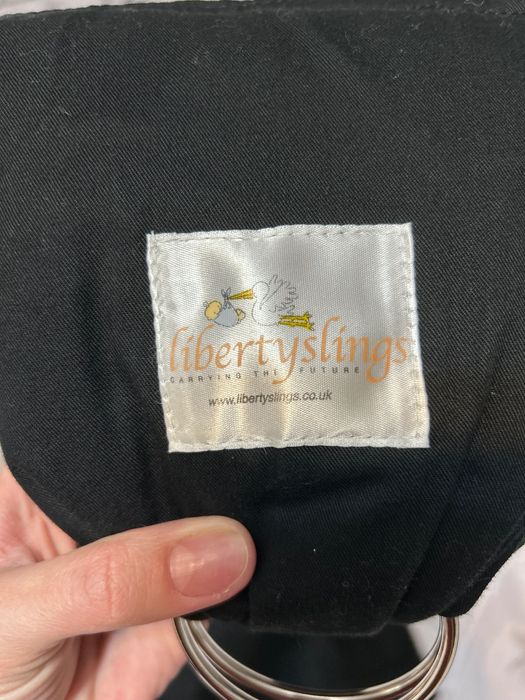 libertyslings
CARRYING THE FUTURE
www.libertyslings.co.uk